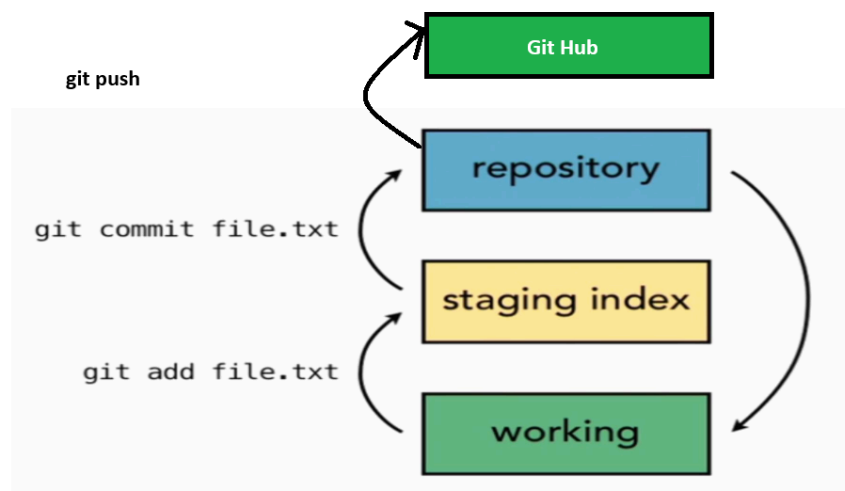 Git Hub
git push
repository
git commit file.txt
staging index
git add file.txt
working